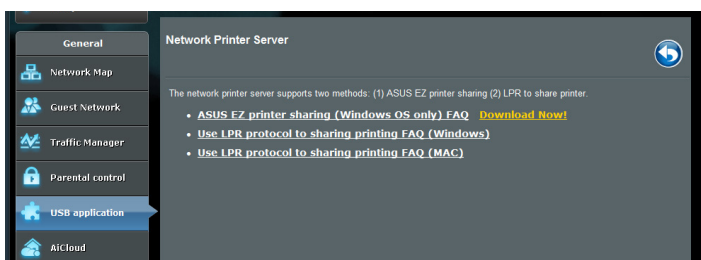 General
Network Map
Guest Network
Traffic Manager
Parental control
USB application
AiCloud
Network Printer Server
The network printer server supports two methods: (1) ASUS EZ printer sharing (2) LPR to share printer.
ASUS EZ printer sharing (Windows OS only) FAQ Download Now!
Use LPR protocol to sharing printing FAQ (Windows)
Use LPR protocol to sharing printing FAQ (MAC)